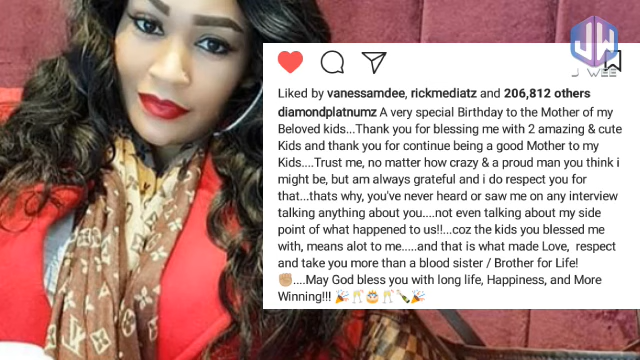 JW
J WEE
Liked by vanessamdee, rickmediatz and 206,812 others
diamondplatnumz A very special Birthday to the Mother of my
Beloved kids...Thank you for blessing me with 2 amazing & cute
Kids and thank you for continue being a good Mother to my
Kids....Trust me, no matter how crazy & a proud man you think i
might be, but am always grateful and i do respect you for
that...thats why, you've never heard or saw me on any interview
talking anything about you....not even talking about my side
point of what happened to us!!...coz the kids you blessed me
with, means alot to me.....and that is what made Love, respect
and take you more than a blood sister / Brother for Life!
✊🏽....May God bless you with long life, Happiness, and More
Winning!!! 🎉🥂🎂🥂🍾🎉